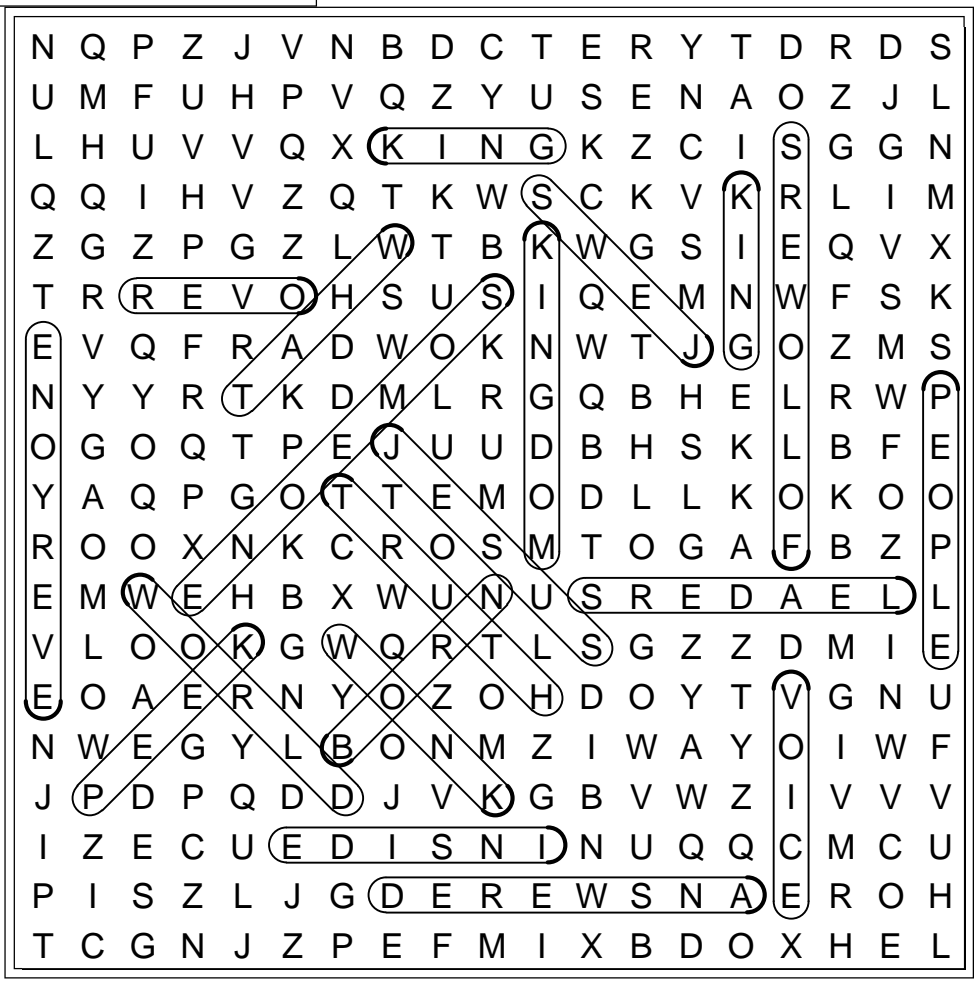 N Q P Z J V N B D C T E R Y T D R D S
U M F U H P V Q Z Y U S E N A O Z J L
L H U V V Q X K I N G K Z C I S G G N
Q Q I H V Z Q T K W S C K V K R L I M
Z G Z P G Z L W T B K W G S I E Q V X
T R R E V O H S U S I Q E M N W F S K
E V Q F R A D W O K N W T J G O Z M S
N Y Y R T K D M L R G Q B H E L R W P
O G O Q T P E J U U D B H S K L B F E
Y A Q P G O T T E M O D L L K O K O O
R O O X N K C R O S M T O G A F B Z P
E M W E H B X W U N U S R E D A E L L
V L O O K G W Q R T L S G Z Z D M I E
E O A E R N Y O Z O H D O Y T V G N U
N W E G Y L B O N M Z I W A Y O I W F
J P D P Q D D J V K G B V W Z I V V V
I Z E C U E D I S N I N U Q Q C M C U
P I S Z L J G D E R E W S N A E R O H
T C G N J Z P E F M I X B D O X H E L